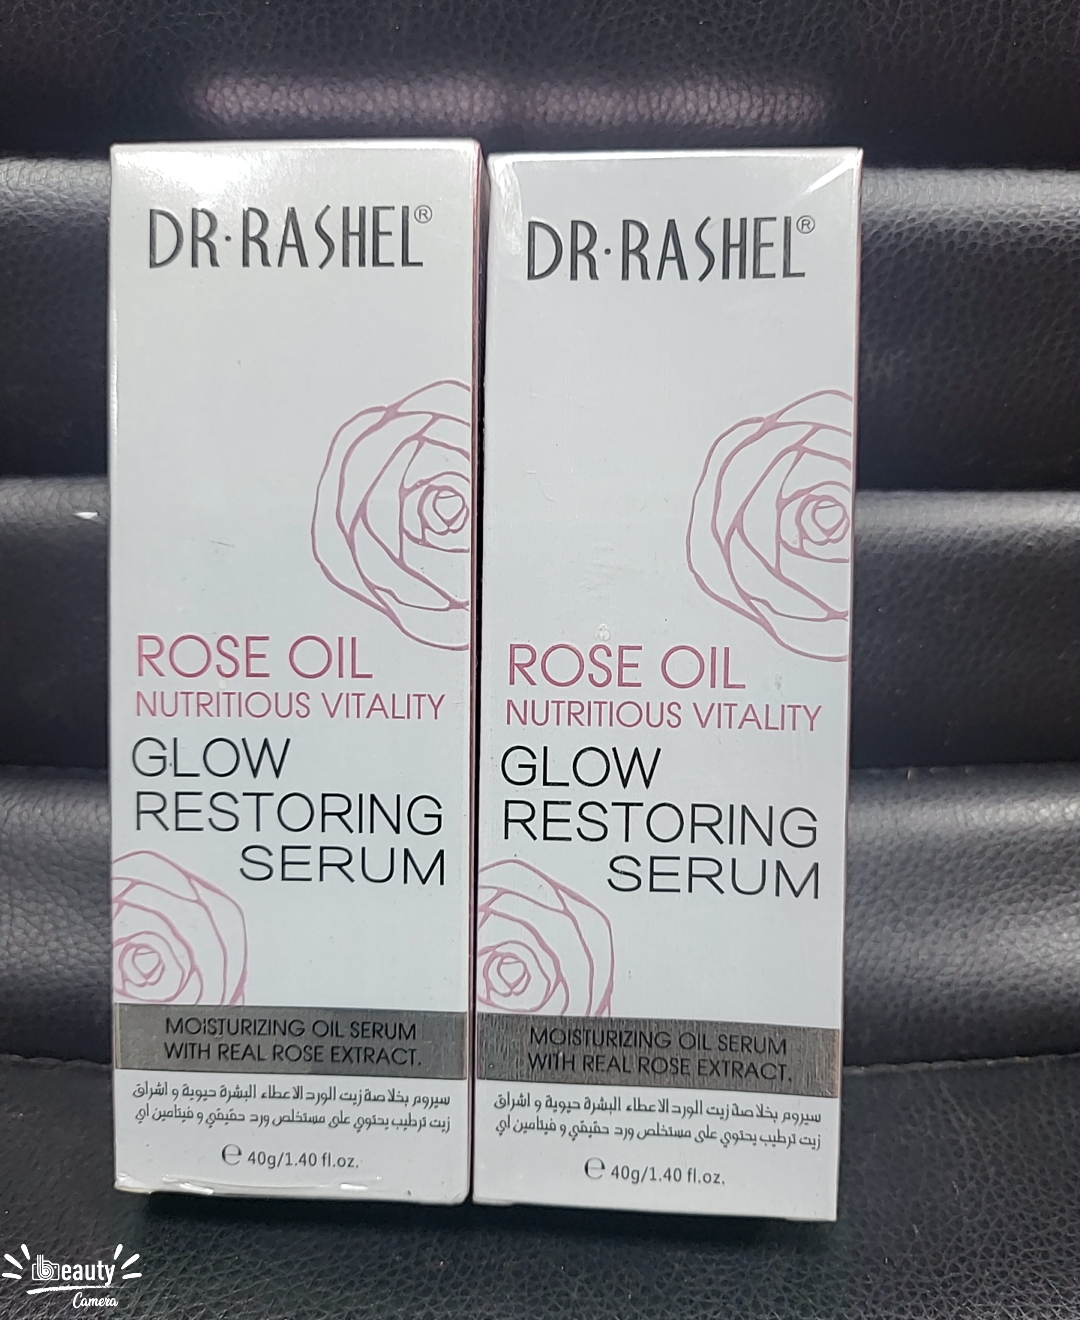 DR·RASHEL®
ROSE OIL
NUTRITIOUS VITALITY
GLOW
RESTORING
SERUM
MOISTURIZING OIL SERUM
WITH REAL ROSE EXTRACT.
سيروم بخلاصة زيت الورد الاعطاء البشرة حيوية و اشراق
زيت ترطيب يحتوي على مستخلص ورد حقيقي و فيتامين اي
e 40g/1.40 fl.oz.
DR·RASHEL®
ROSE OIL
NUTRITIOUS VITALITY
GLOW
RESTORING
SERUM
MOISTURIZING OIL SERUM
WITH REAL ROSE EXTRACT.
سيروم بخلاصة زيت الورد الاعطاء البشرة حيوية و اشراق
زيت ترطيب يحتوي على مستخلص ورد حقيقي و فيتامين اي
e 40g/1.40 fl.oz.
beauty
Camera